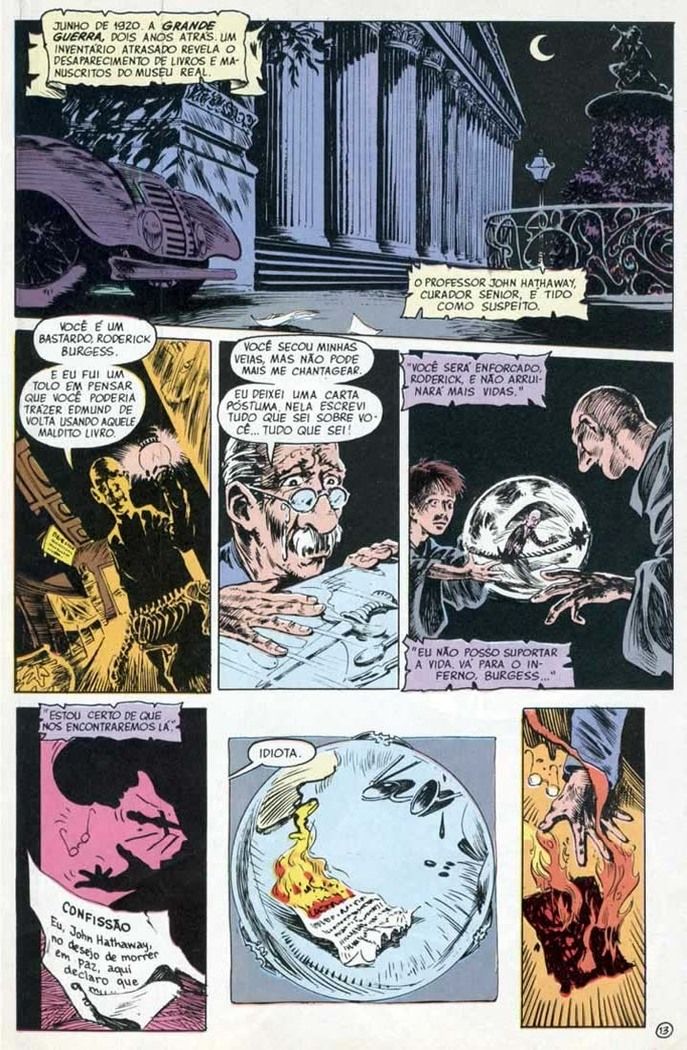 JUNHO DE 1920. A GRANDE
GUERRA, DOIS ANOS ATRÁS. UM
INVENTÁRIO ATRASADO REVELA O
DESAPARECIMENTO DE LIVROS E MA-
NUSCRITOS DO MUSEU REAL.
O PROFESSOR JOHN HATHAWAY,
CURADOR SENIOR, E TIDO
COMO SUSPEITO.
VOCÊ É UM
BASTARDO, RODERICK
BURGESS.
E EU FUI UM
TOLO EM PENSAR
QUE VOCÊ PODERIA
TRAZER EDMUND DE
VOLTA USANDO AQUELE
MALDITO LIVRO.
VOCÊ SECOU MINHAS
VEIAS, MAS NÃO PODE
MAIS ME CHANTAGEAR.
EU DEIXEI UMA CARTA
PÓSTUMA, NELA ESCREVI
TUDO QUE SEI SOBRE VO-
CÊ... TUDO QUE SEI!
"VOCÊ SERÁ ENFORCADO,
RODERICK, E NÃO ARRUI-
NARÁ MAIS VIDAS."
"EU NÃO POSSO SUPORTAR
A VIDA. VÁ PARA O IN-
FERNO, BURGESS..."
"ESTOU CERTO DE QUE
NOS ENCONTRAREMOS LÁ."
CONFISSÃO
Eu, John Hathaway,
no desejo de morrer
em paz, aqui
declaro que
IDIOTA.
13